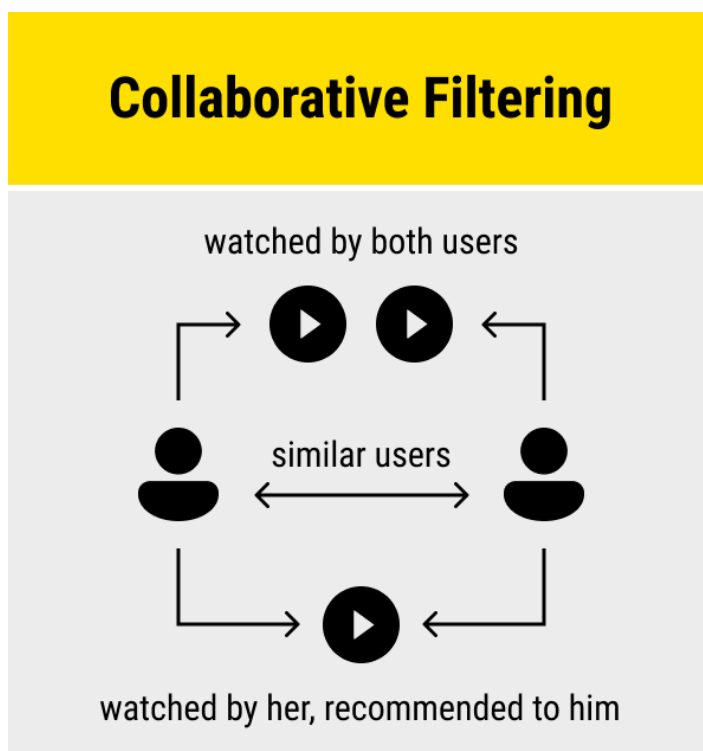 Collaborative Filtering
watched by both users
similar users
watched by her, recommended to him